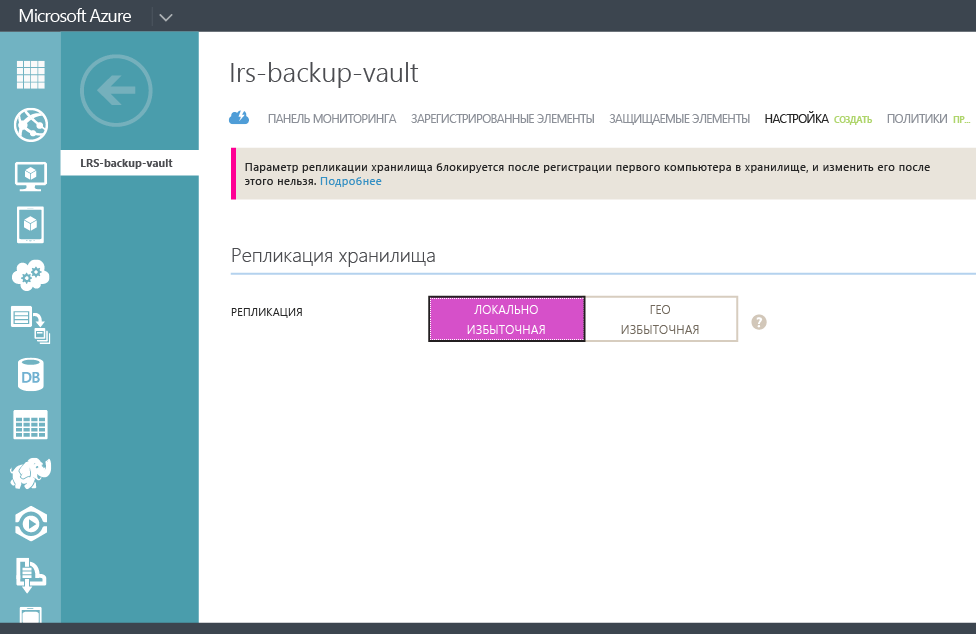 Microsoft Azure
lrs-backup-vault
ПАНЕЛЬ МОНИТОРИНГА ЗАРЕГИСТРИРОВАННЫЕ ЭЛЕМЕНТЫ ЗАЩИЩАЕМЫЕ ЭЛЕМЕНТЫ НАСТРОЙКА СОЗДАТЬ ПОЛИТИКИ ПР...
LRS-backup-vault
Параметр репликации хранилища блокируется после регистрации первого компьютера в хранилище, и изменить его после
этого нельзя. Подробнее
Репликация хранилища
РЕПЛИКАЦИЯ
ЛОКАЛЬНО
ИЗБЫТОЧНАЯ
ГЕО
ИЗБЫТОЧНАЯ
?
DB